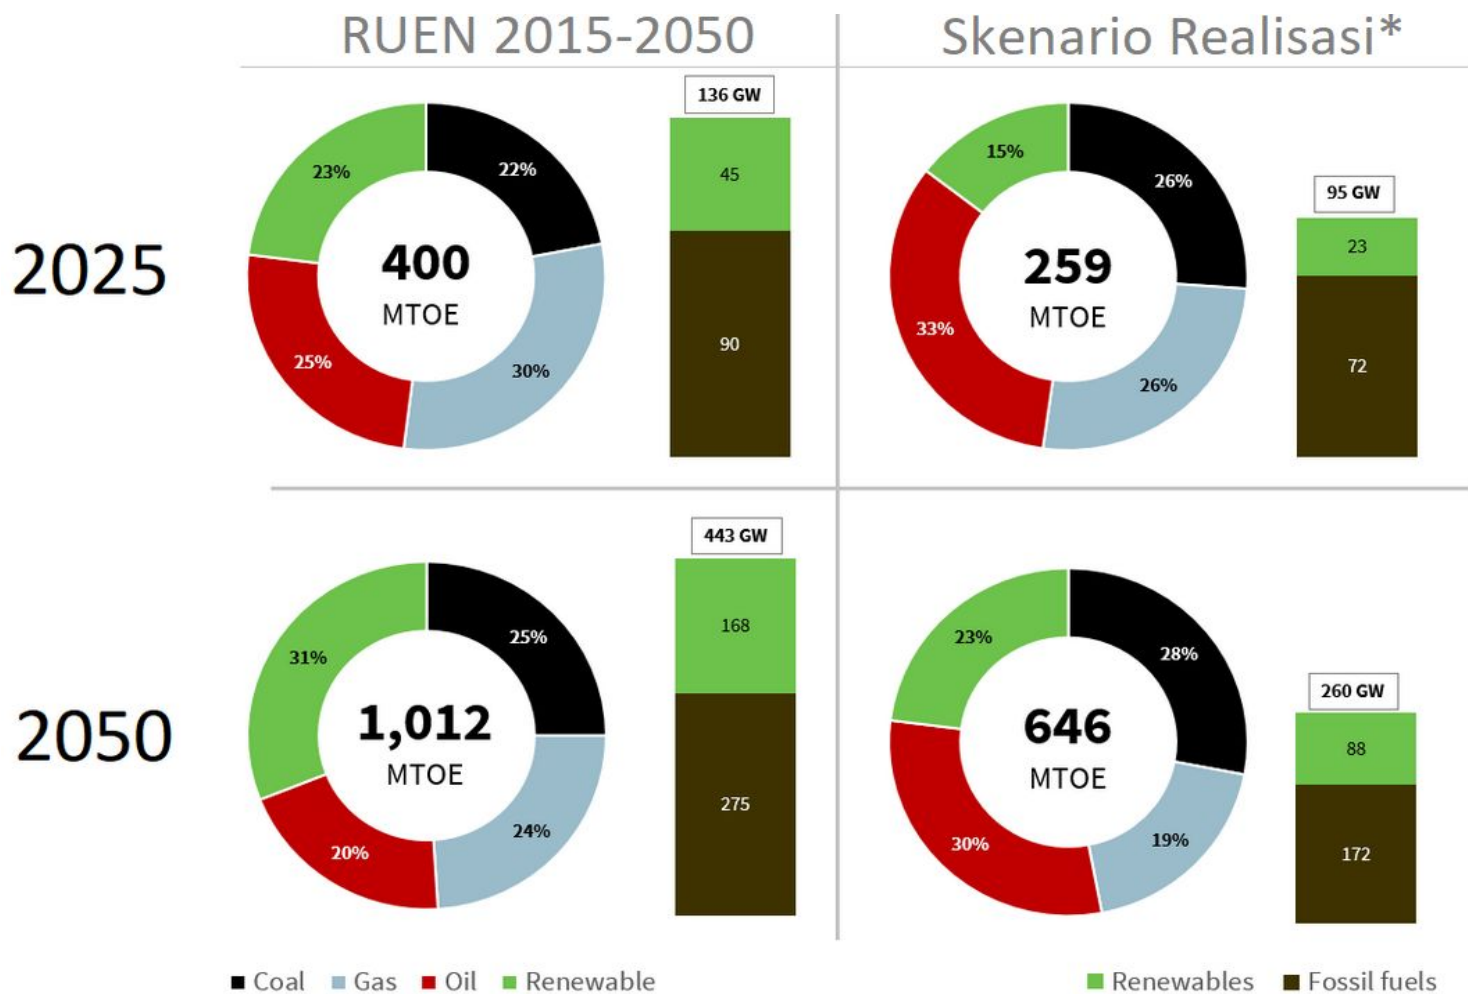 RUEN 2015-2050
Skenario Realisasi*
2025
136 GW
23%
22%
45
400
MTOE
25%
30%
90
95 GW
15%
26%
23
259
MTOE
33%
26%
72
2050
443 GW
31%
25%
168
1,012
MTOE
20%
24%
275
260 GW
23%
28%
88
646
MTOE
30%
19%
172
Coal Gas Oil Renewable
Renewables Fossil fuels